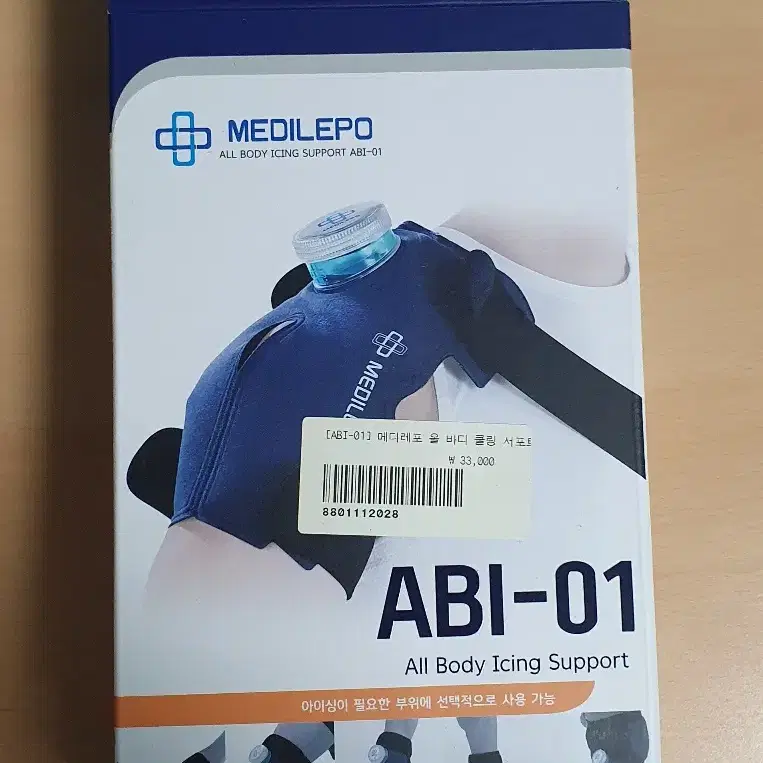 MEDILEPO
ALL BODY ICING SUPPORT ABI-01
[ABI-01] 메디레포 올 바디 쿨링 서포트
₩ 33,000
8801112028
ABI-01
All Body Icing Support
아이싱이 필요한 부위에 선택적으로 사용 가능